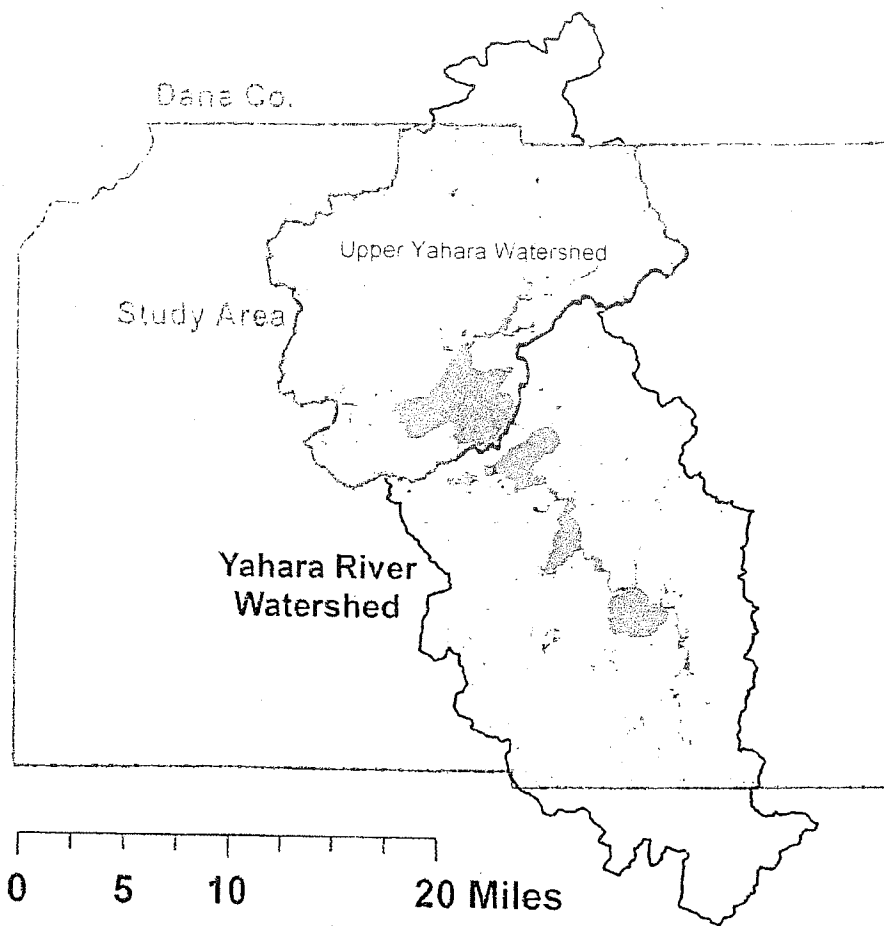 Dane Co.
Upper Yahara Watershed
Study Area
Yahara River
Watershed
0 5 10 20 Miles